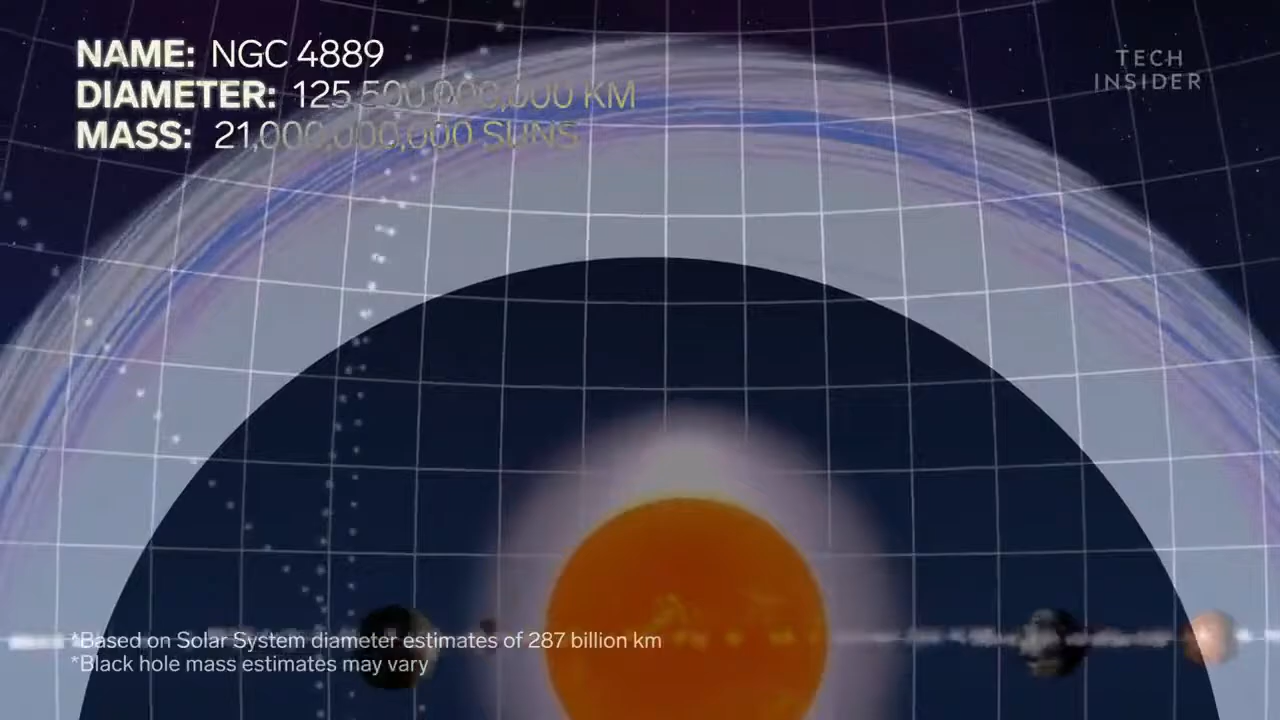 NAME: NGC 4889
DIAMETER: 125,500,000,000 KM
MASS: 21,000,000,000 SUNS
TECH
INSIDER
*Based on Solar System diameter estimates of 287 billion km
*Black hole mass estimates may vary